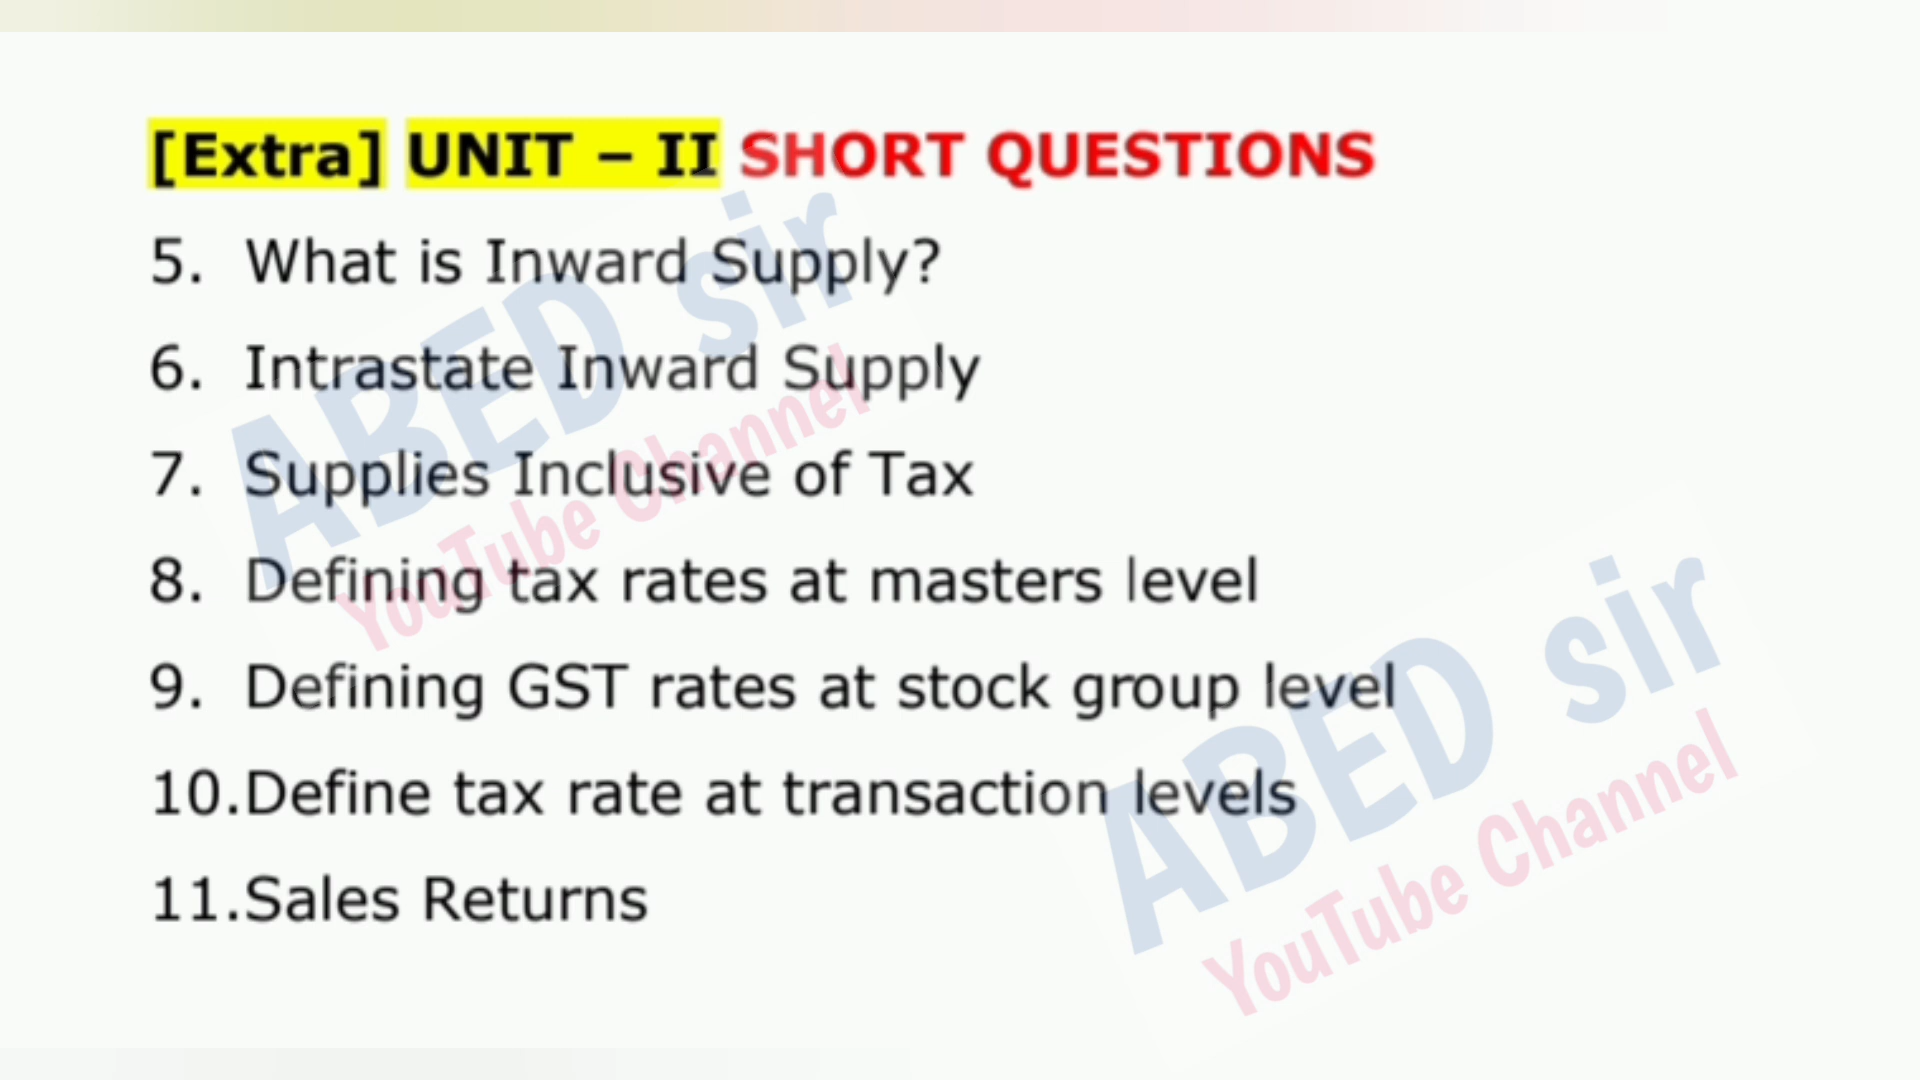 [Extra] UNIT – II SHORT QUESTIONS
5. What is Inward Supply?
6. Intrastate Inward Supply
7. Supplies Inclusive of Tax
8. Defining tax rates at masters level
9. Defining GST rates at stock group level
10.Define tax rate at transaction levels
11.Sales Returns
ABED sir
YouTube Channel
ABED sir
YouTube Channel